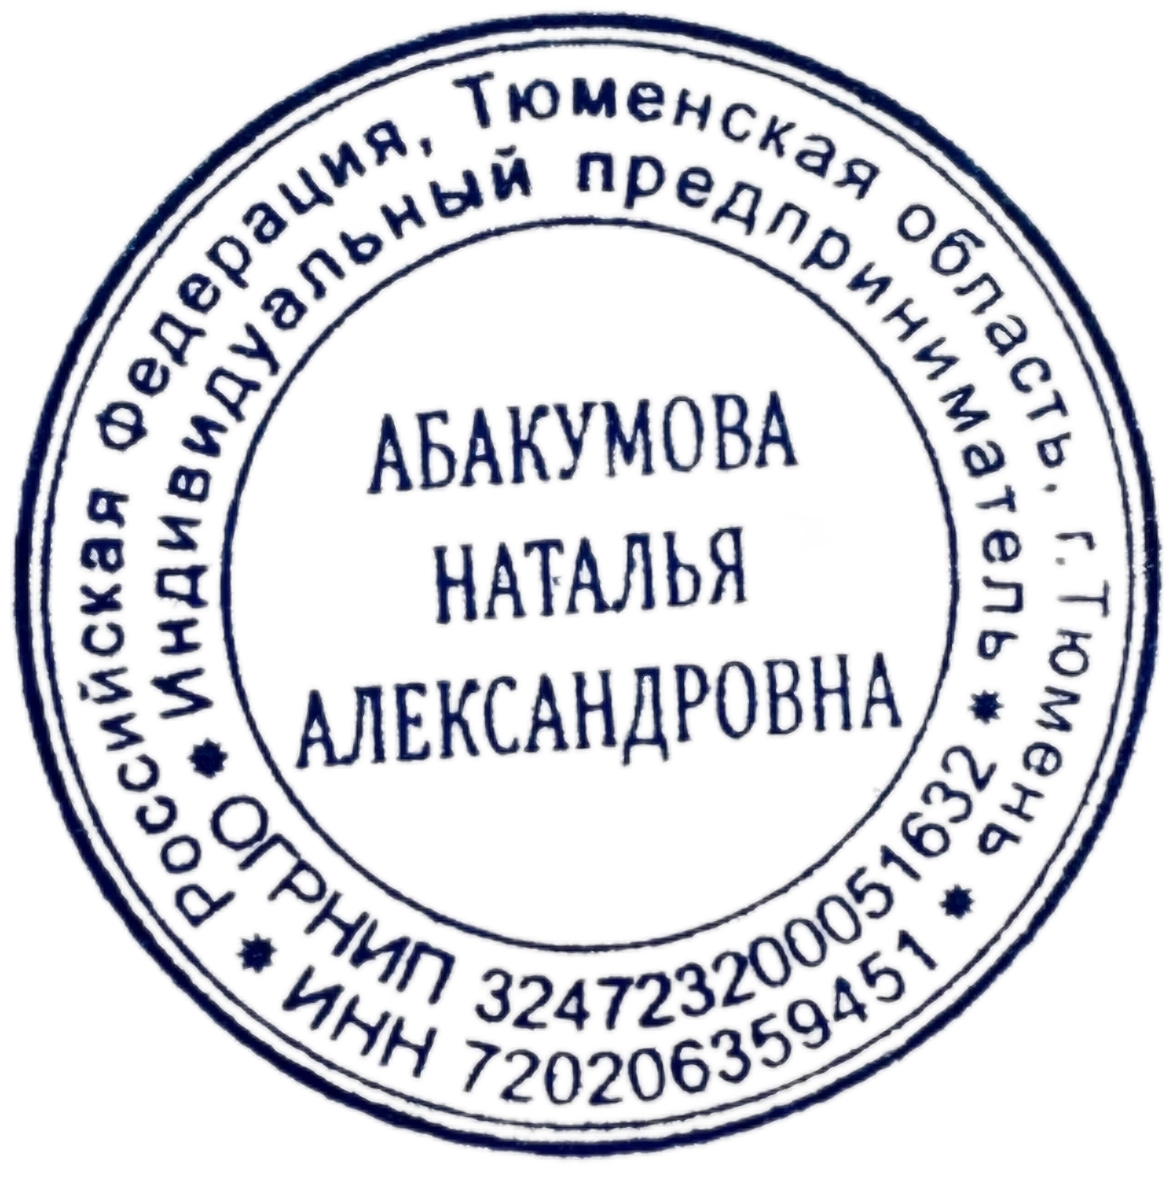 Российская Федерация, Тюменская область, г. Тюмень
ИНН 720206359451
Индивидуальный предприниматель
ОГРНИП 324723200051632
АБАКУМОВА
НАТАЛЬЯ
АЛЕКСАНДРОВНА